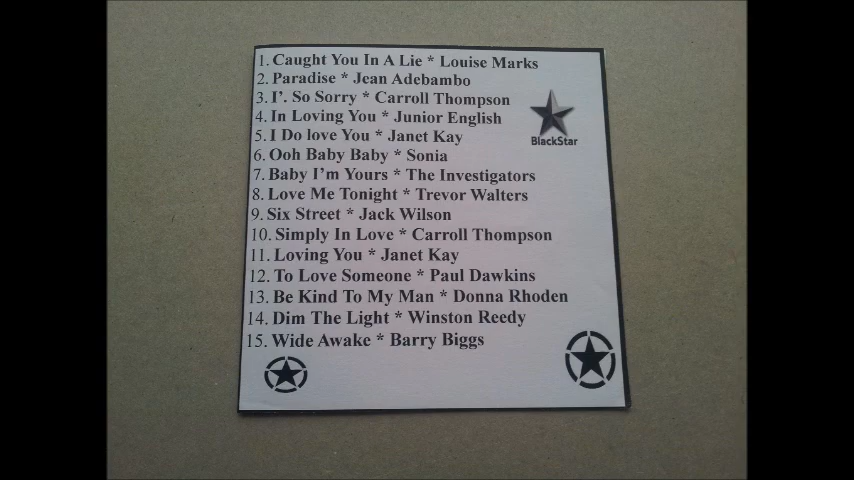 1. Caught You In A Lie * Louise Marks
2. Paradise * Jean Adebambo
3. I'. So Sorry * Carroll Thompson
4. In Loving You * Junior English
5. I Do love You * Janet Kay
6. Ooh Baby Baby * Sonia
7. Baby I'm Yours * The Investigators
8. Love Me Tonight * Trevor Walters
9. Six Street * Jack Wilson
10. Simply In Love * Carroll Thompson
11. Loving You * Janet Kay
12. To Love Someone * Paul Dawkins
13. Be Kind To My Man * Donna Rhoden
14. Dim The Light * Winston Reedy
15. Wide Awake * Barry Biggs
BlackStar